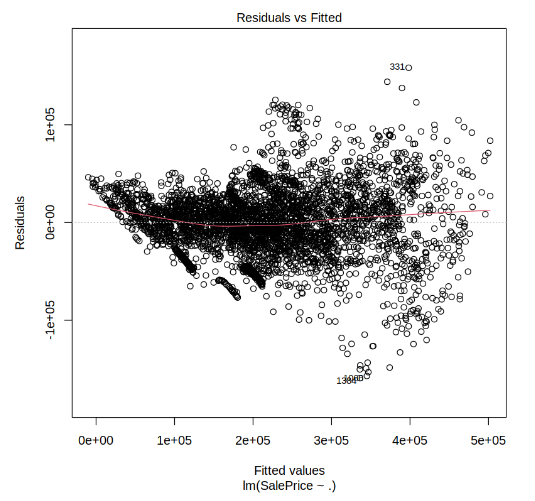 Residuals vs Fitted
331
1e+05
0e+00
-1e+05
Residuals
0e+00 1e+05 2e+05 3e+05 4e+05 5e+05
Fitted values
lm(SalePrice ~ .)